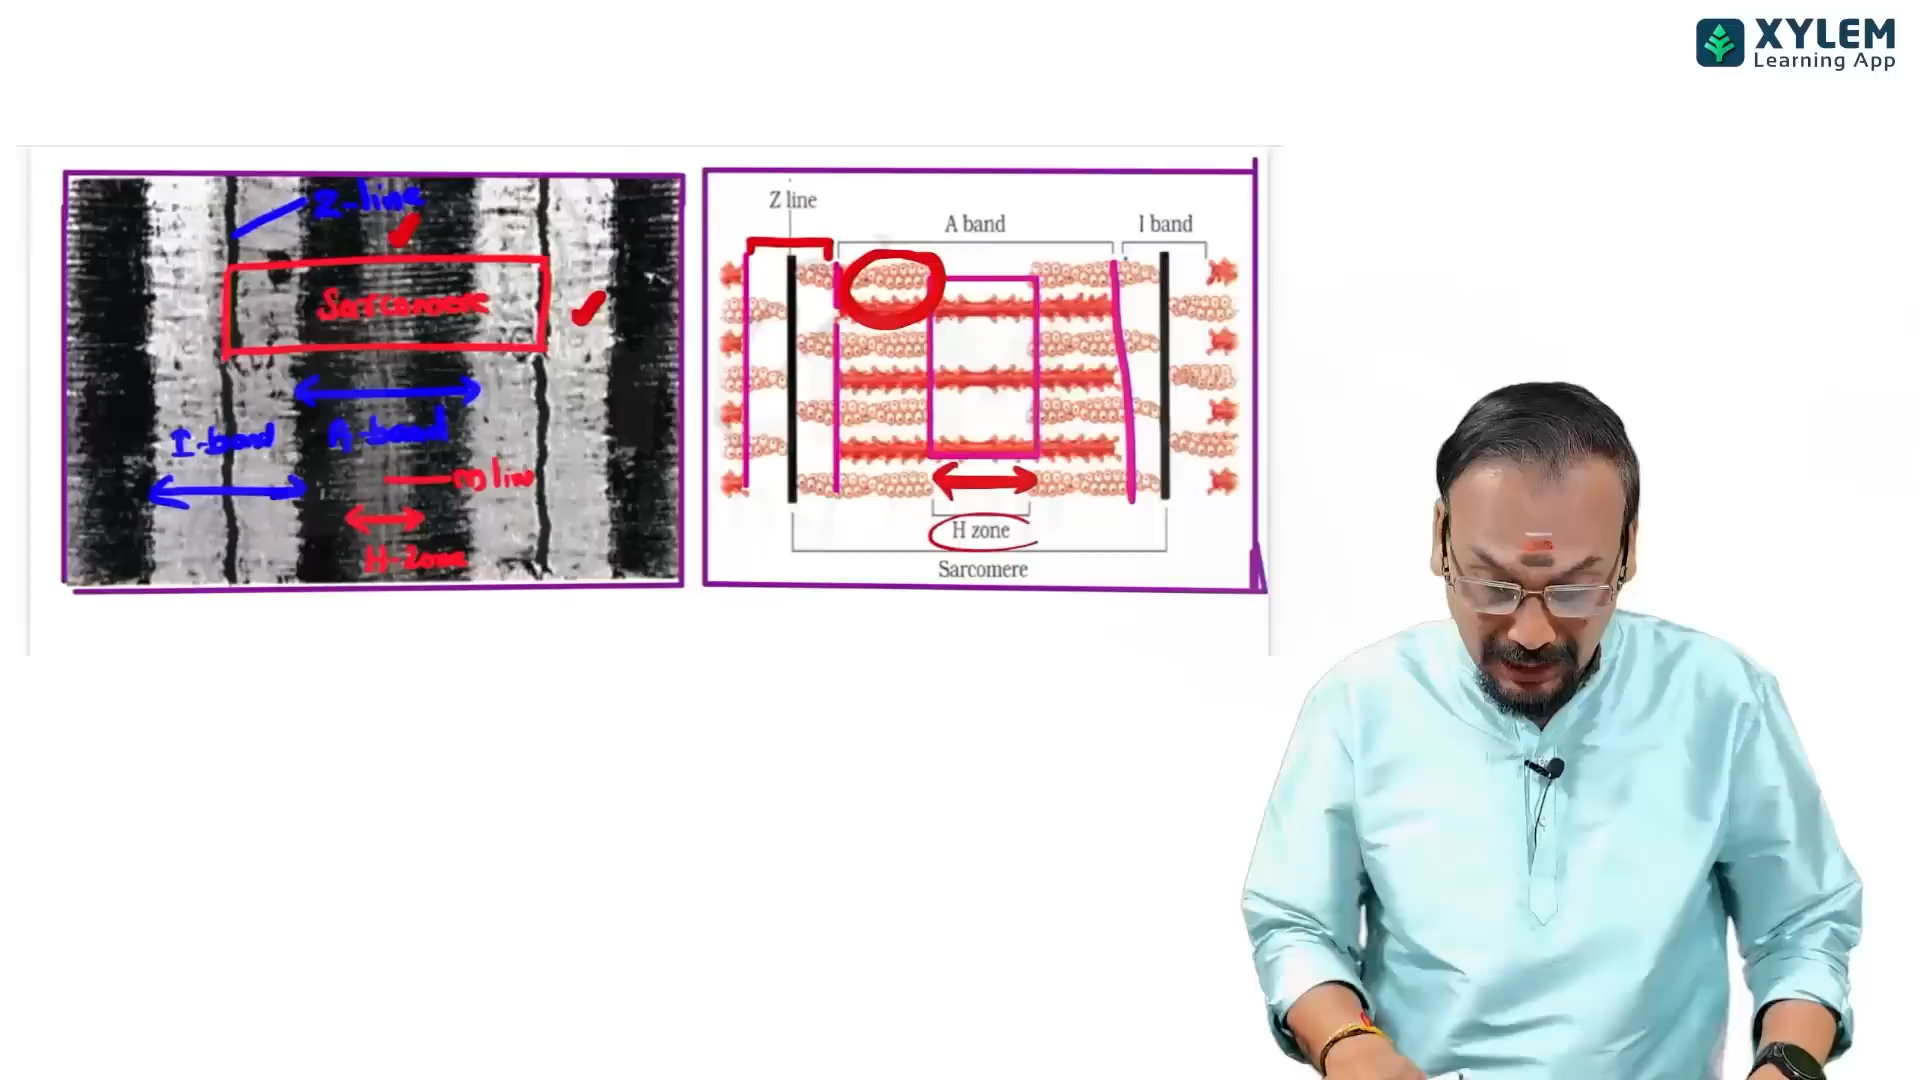 XYLEM
Learning App
Z-line
Sarcomere
I-band
A-band
m line
H-Zone
Z line
A band
I band
H zone
Sarcomere